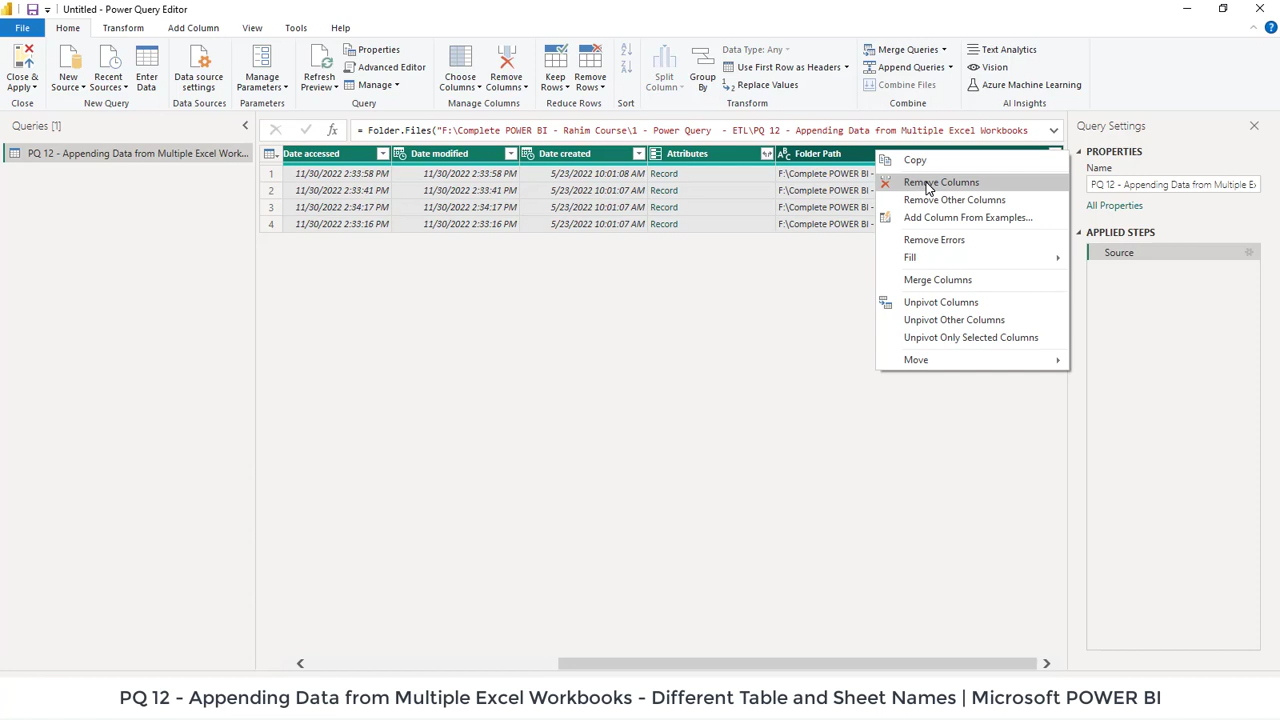 Untitled - Power Query Editor
File Home Transform Add Column View Tools Help
Close & Apply
New Source
Recent Sources
Enter Data
Data source settings
Manage Parameters
Refresh Preview
Properties
Advanced Editor
Manage
Choose Columns
Remove Columns
Keep Rows
Remove Rows
Split Column
Group By
Data Type: Any
Use First Row as Headers
Replace Values
Merge Queries
Append Queries
Combine Files
Text Analytics
Vision
Azure Machine Learning
Close New Query Data Sources Parameters Query Manage Columns Reduce Rows Sort Transform Combine AI Insights
Queries [1]
PQ 12 - Appending Data from Multiple Excel Work...
= Folder.Files("F:\Complete POWER BI - Rahim Course\1 - Power Query  - ETL\PQ 12 - Appending Data from Multiple Excel Workbooks
Date accessed Date modified Date created Attributes Folder Path
1 11/30/2022 2:33:58 PM 11/30/2022 2:33:58 PM 5/23/2022 10:01:08 AM Record F:\Complete POWER BI -
2 11/30/2022 2:33:41 PM 11/30/2022 2:33:41 PM 5/23/2022 10:01:07 AM Record F:\Complete POWER BI -
3 11/30/2022 2:34:17 PM 11/30/2022 2:34:17 PM 5/23/2022 10:01:07 AM Record F:\Complete POWER BI -
4 11/30/2022 2:33:16 PM 11/30/2022 2:33:16 PM 5/23/2022 10:01:07 AM Record F:\Complete POWER BI -
Copy
Remove Columns
Remove Other Columns
Add Column From Examples...
Remove Errors
Fill
Merge Columns
Unpivot Columns
Unpivot Other Columns
Unpivot Only Selected Columns
Move
Query Settings
PROPERTIES
Name
PQ 12 - Appending Data from Multiple Ex
All Properties
APPLIED STEPS
Source
PQ 12 - Appending Data from Multiple Excel Workbooks - Different Table and Sheet Names | Microsoft POWER BI